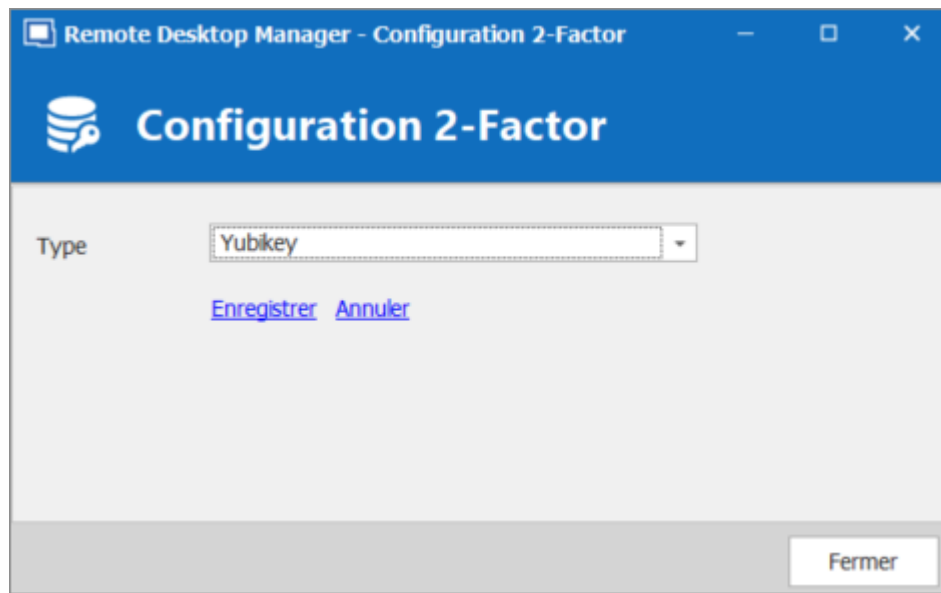 Remote Desktop Manager - Configuration 2-Factor
Configuration 2-Factor
Type Yubikey
Enregistrer Annuler
Fermer